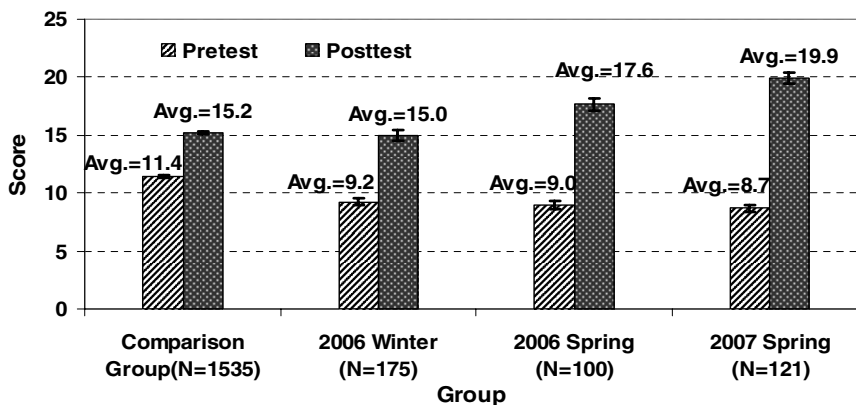 25
20
15
10
5
0
Score
Pretest
Posttest
Avg.=11.4
Avg.=15.2
Avg.=9.2
Avg.=15.0
Avg.=9.0
Avg.=17.6
Avg.=8.7
Avg.=19.9
Comparison
Group(N=1535)
2006 Winter
(N=175)
2006 Spring
(N=100)
2007 Spring
(N=121)
Group